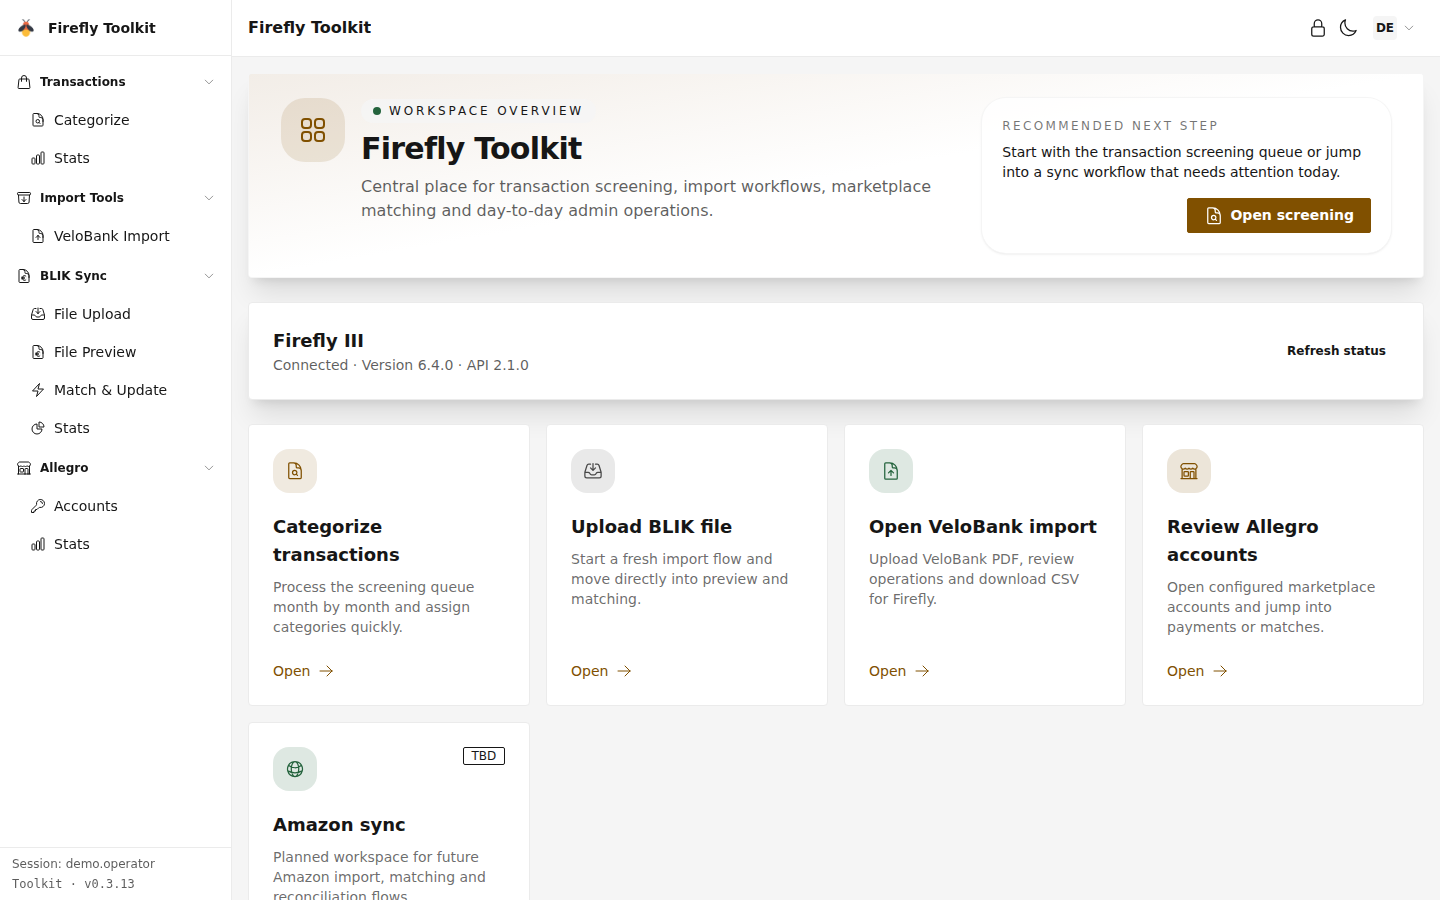 Firefly Toolkit
Transactions
Categorize
Stats
Import Tools
VeloBank Import
BLIK Sync
File Upload
File Preview
Match & Update
Stats
Allegro
Accounts
Stats
Session: demo.operator
Toolkit · v0.3.13
Firefly Toolkit
DE
WORKSPACE OVERVIEW
Firefly Toolkit
Central place for transaction screening, import workflows, marketplace
matching and day-to-day admin operations.
RECOMMENDED NEXT STEP
Start with the transaction screening queue or jump
into a sync workflow that needs attention today.
Open screening
Firefly III
Connected · Version 6.4.0 · API 2.1.0
Refresh status
Categorize
transactions
Process the screening queue
month by month and assign
categories quickly.
Open
Upload BLIK file
Start a fresh import flow and
move directly into preview and
matching.
Open
Open VeloBank import
Upload VeloBank PDF, review
operations and download CSV
for Firefly.
Open
Review Allegro
accounts
Open configured marketplace
accounts and jump into
payments or matches.
Open
TBD
Amazon sync
Planned workspace for future
Amazon import, matching and
reconciliation flows.